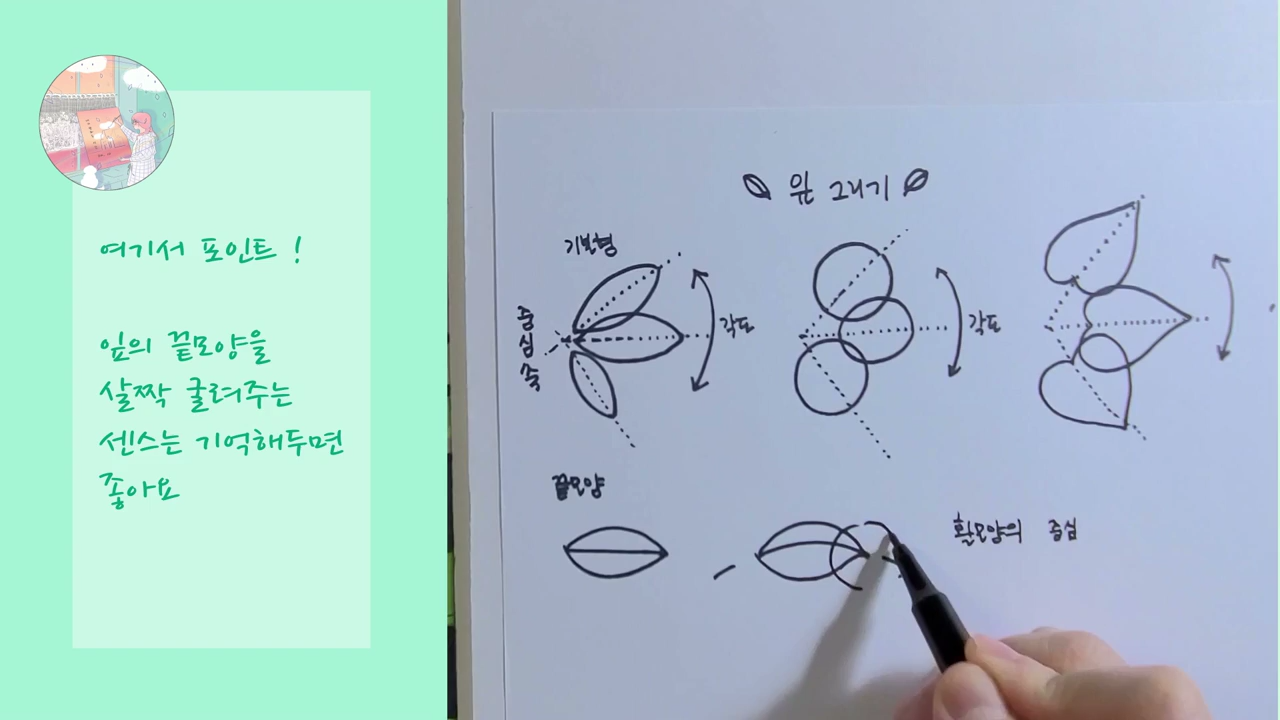 여기서 포인트 !
잎의 끝모양을
살짝 굴려주는
센스는 기억해두면
좋아요
잎 그리기
기본형
중
심
축
각도
각도
끝모양
활모양의 중심